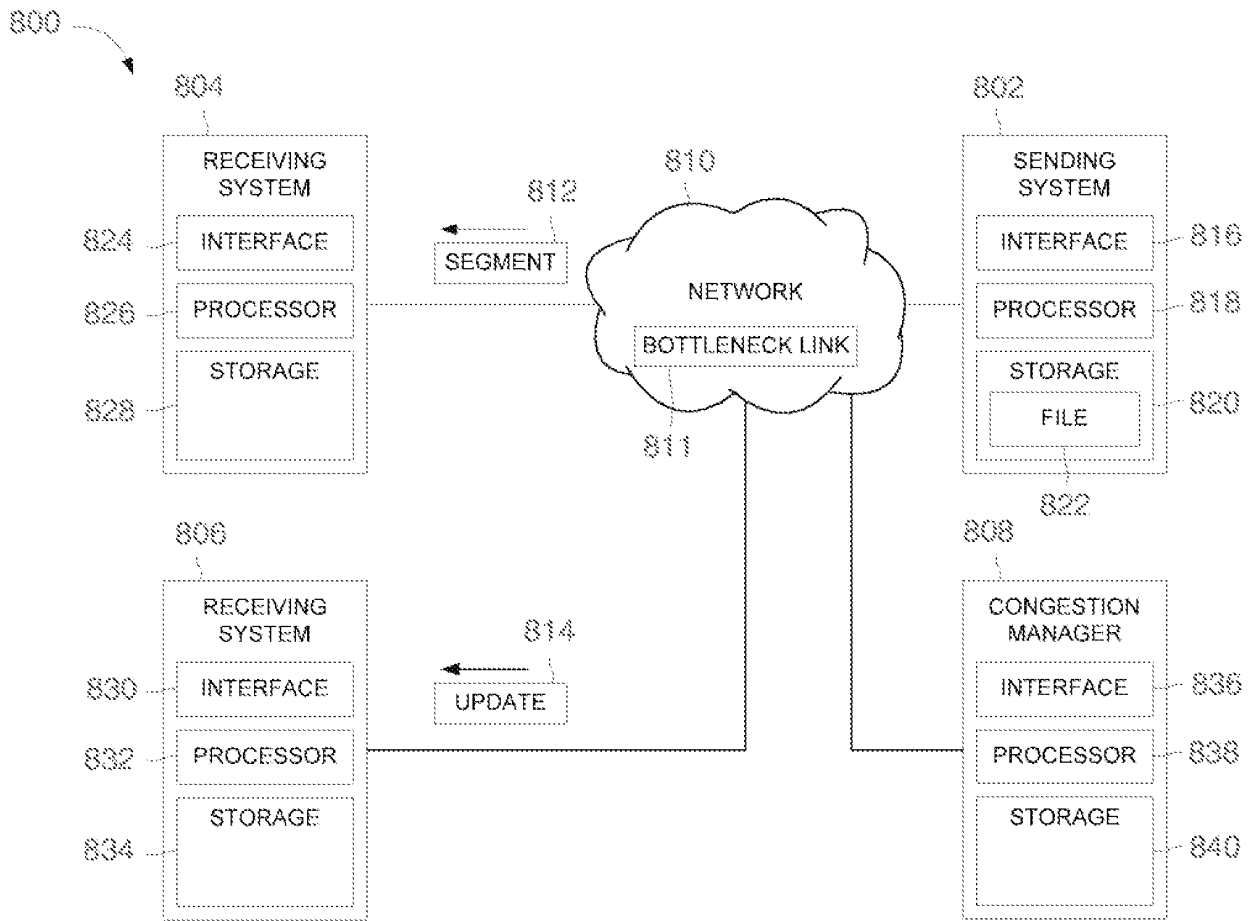 800
804
RECEIVING
SYSTEM
824
INTERFACE
826
PROCESSOR
828
STORAGE
812
SEGMENT
810
NETWORK
BOTTLENECK LINK
811
802
SENDING
SYSTEM
INTERFACE
816
PROCESSOR
818
STORAGE
820
FILE
822
806
RECEIVING
SYSTEM
830
INTERFACE
832
PROCESSOR
834
STORAGE
814
UPDATE
808
CONGESTION
MANAGER
INTERFACE
836
PROCESSOR
838
STORAGE
840